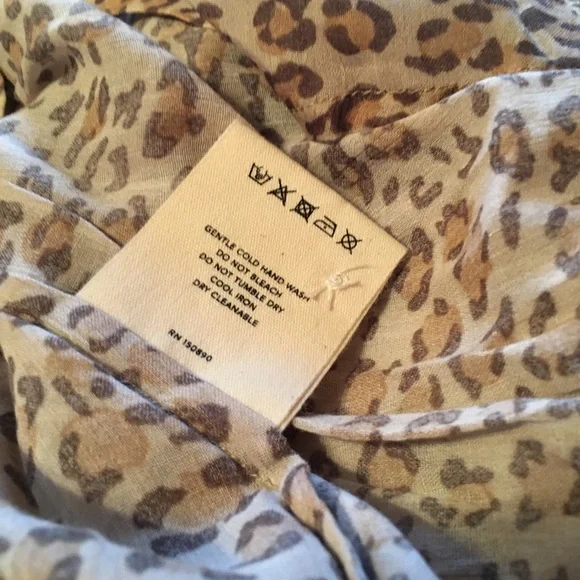 GENTLE COLD HAND WASH
DO NOT BLEACH
DO NOT TUMBLE DRY
COOL IRON
DRY CLEANABLE
RN 150890